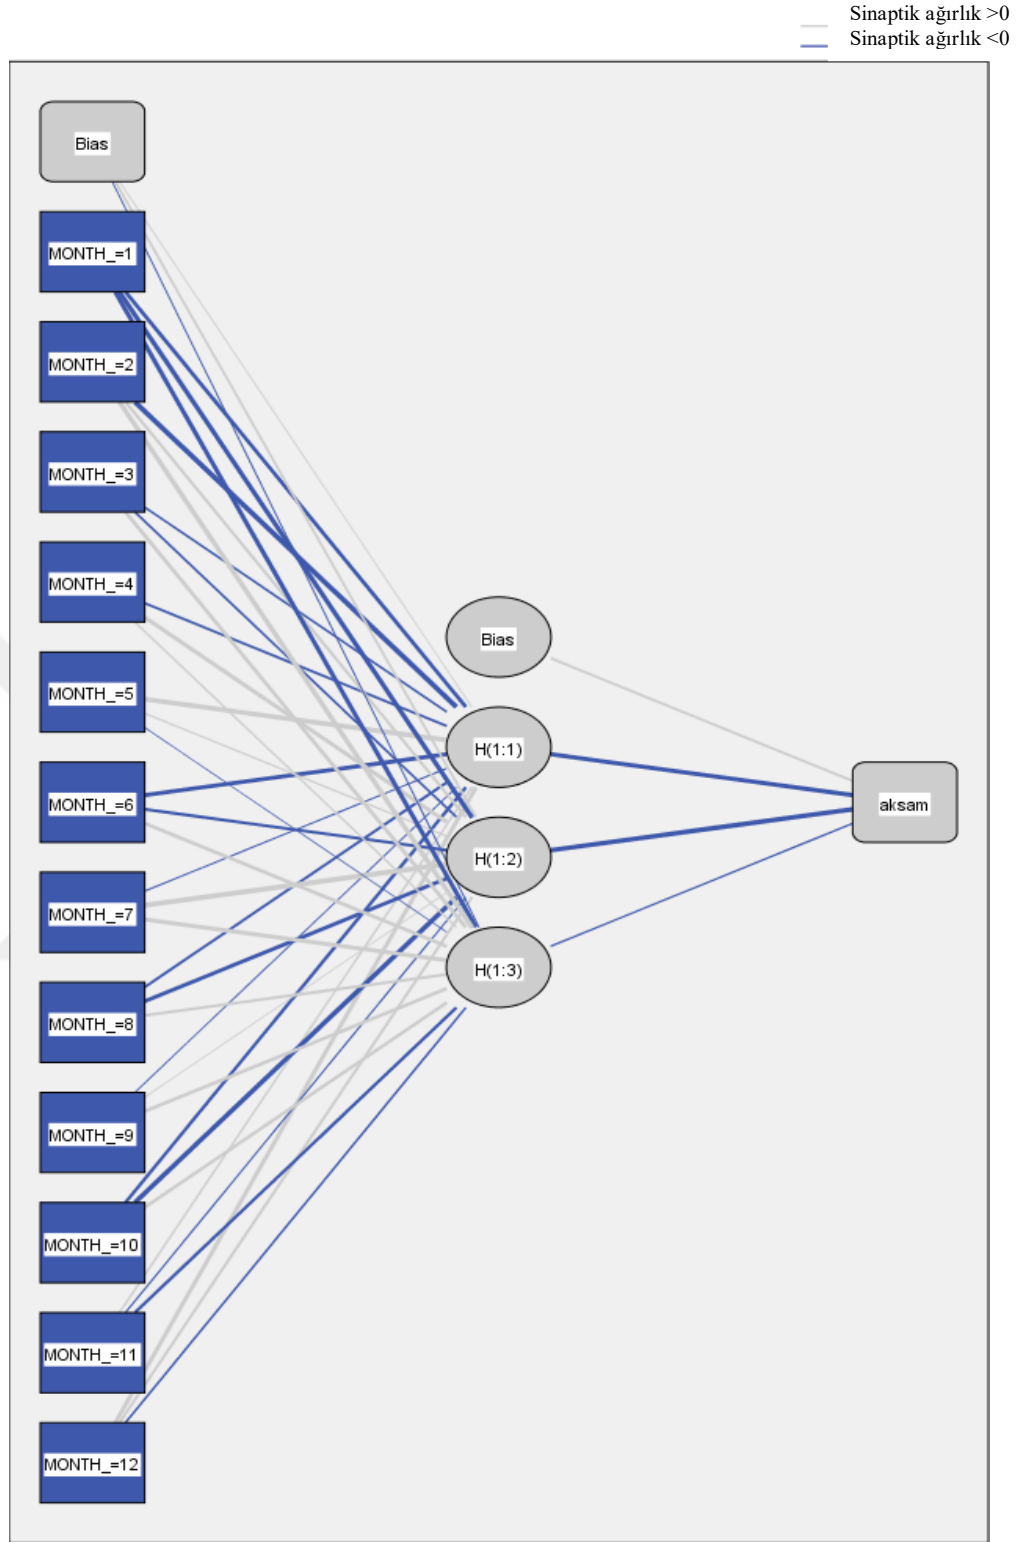 Sinaptik ağırlık >0
Sinaptik ağırlık <0
Bias
MONTH_=1
MONTH_=2
MONTH_=3
MONTH_=4
MONTH_=5
MONTH_=6
MONTH_=7
MONTH_=8
MONTH_=9
MONTH_=10
MONTH_=11
MONTH_=12
Bias
H(1:1)
H(1:2)
H(1:3)
aksam